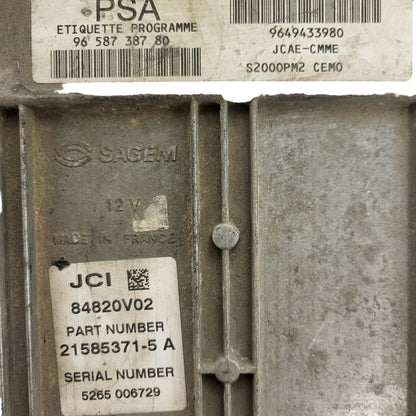 PSA
ETIQUETTE PROGRAMME
96 587 387 80
9649433980
JCAE-CMME
S2000PM2 CEMO
SAGEM
12 V
MADE IN FRANCE
JCI
84820V02
PART NUMBER
21585371-5 A
SERIAL NUMBER
5265 006729